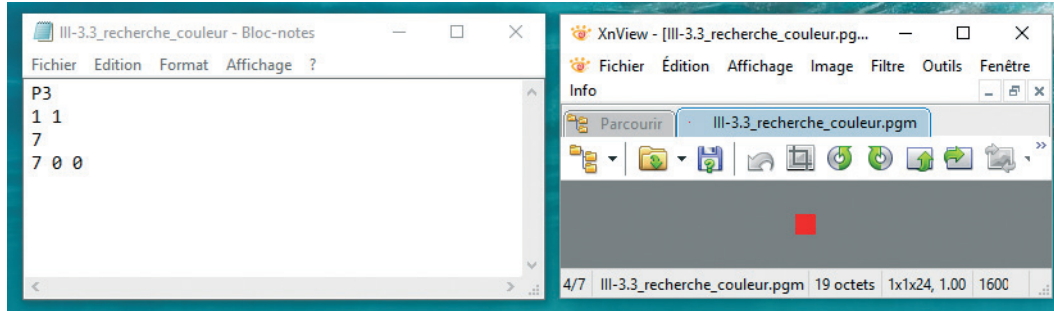 III-3.3_recherche_couleur - Bloc-notes
Fichier Edition Format Affichage ?
P3
1 1
7
7 0 0
XnView - [III-3.3_recherche_couleur.pg...
Fichier Édition Affichage Image Filtre Outils Fenêtre
Info
Parcourir III-3.3_recherche_couleur.pgm
4/7 III-3.3_recherche_couleur.pgm 19 octets 1x1x24, 1.00 1600